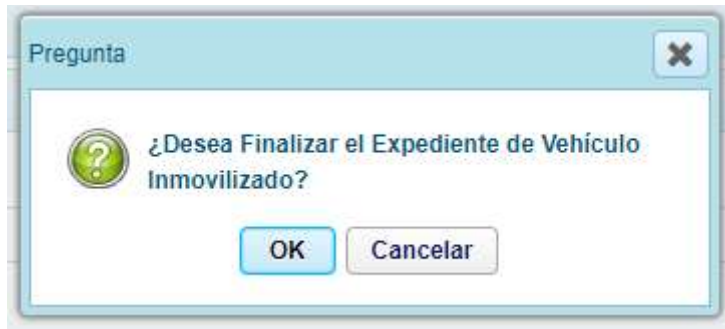 Pregunta
¿Desea Finalizar el Expediente de Vehículo
Inmovilizado?
OK
Cancelar